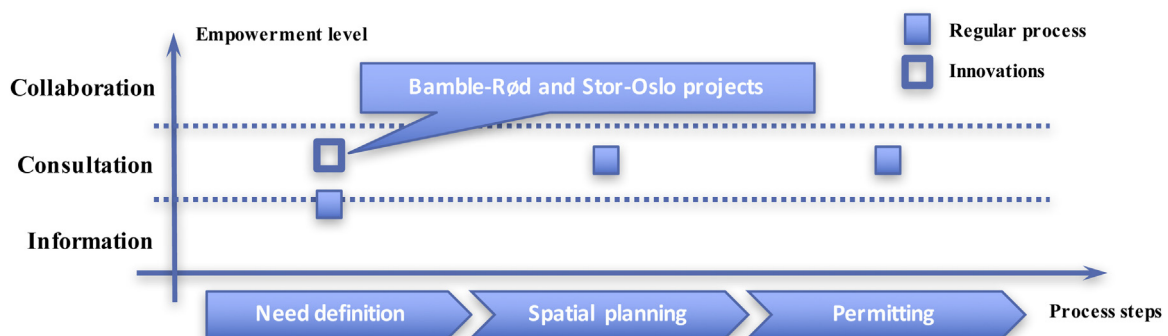 Empowerment level
Regular process
Innovations
Collaboration
Bamble-Rød and Stor-Oslo projects
Consultation
Information
Need definition
Spatial planning
Permitting
Process steps